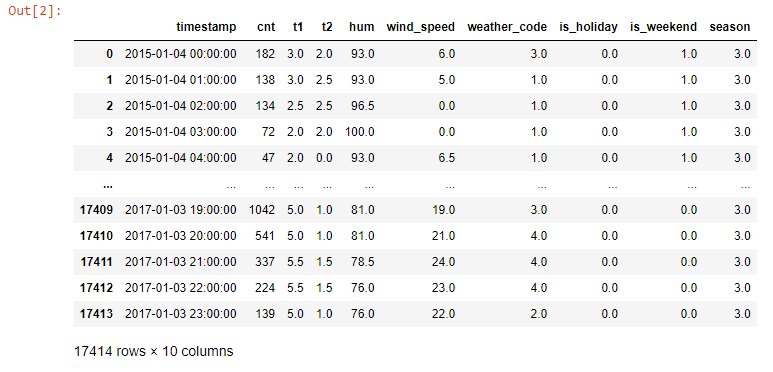 Out[2]:
timestamp cnt t1 t2 hum wind_speed weather_code is_holiday is_weekend season
0 2015-01-04 00:00:00 182 3.0 2.0 93.0 6.0 3.0 0.0 1.0 3.0
1 2015-01-04 01:00:00 138 3.0 2.5 93.0 5.0 1.0 0.0 1.0 3.0
2 2015-01-04 02:00:00 134 2.5 2.5 96.5 0.0 1.0 0.0 1.0 3.0
3 2015-01-04 03:00:00 72 2.0 2.0 100.0 0.0 1.0 0.0 1.0 3.0
4 2015-01-04 04:00:00 47 2.0 0.0 93.0 6.5 1.0 0.0 1.0 3.0
... ... ... ... ... ... ... ... ... ... ...
17409 2017-01-03 19:00:00 1042 5.0 1.0 81.0 19.0 3.0 0.0 0.0 3.0
17410 2017-01-03 20:00:00 541 5.0 1.0 81.0 21.0 4.0 0.0 0.0 3.0
17411 2017-01-03 21:00:00 337 5.5 1.5 78.5 24.0 4.0 0.0 0.0 3.0
17412 2017-01-03 22:00:00 224 5.5 1.5 76.0 23.0 4.0 0.0 0.0 3.0
17413 2017-01-03 23:00:00 139 5.0 1.0 76.0 22.0 2.0 0.0 0.0 3.0
17414 rows × 10 columns